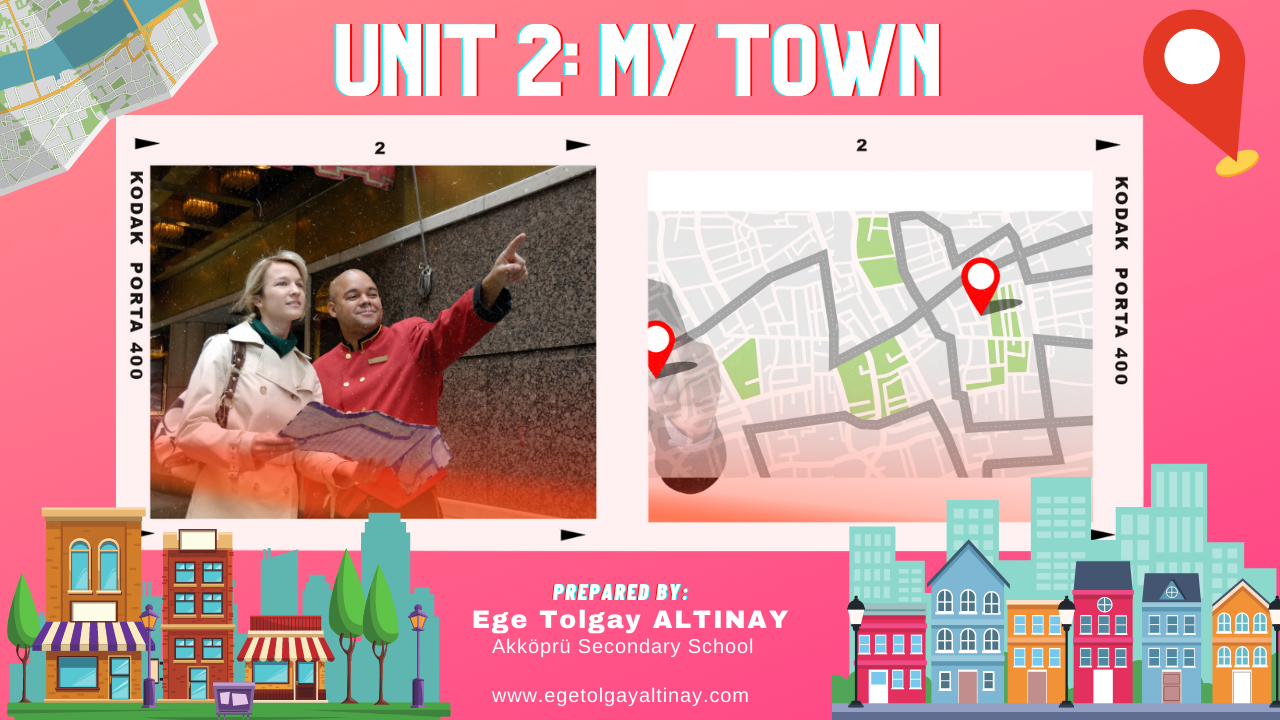 UNIT 2: MY TOWN
2
2
KODAK PORTA 400
KODAK PORTA 400
PREPARED BY:
Ege Tolgay ALTINAY
Akköprü Secondary School
www.egetolgayaltinay.com